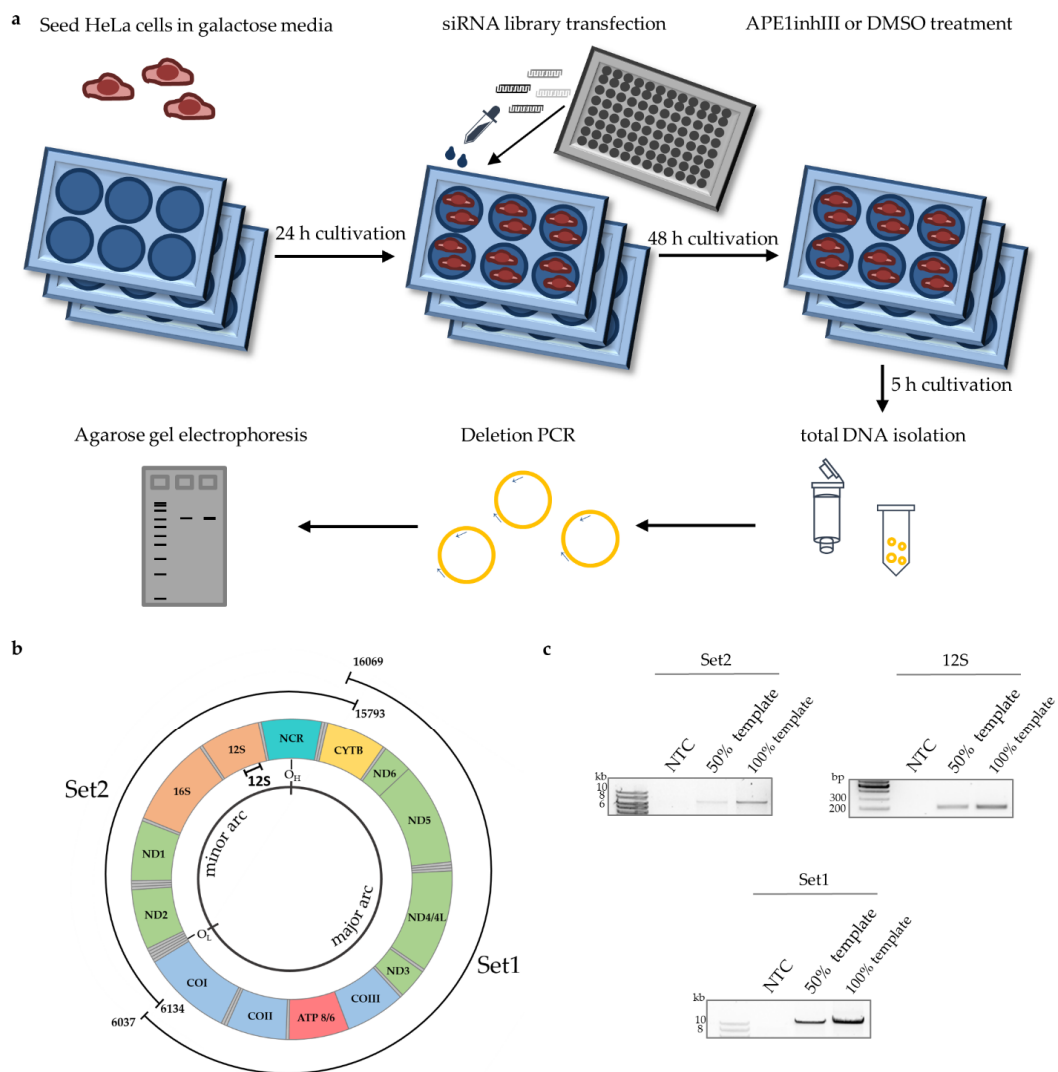 a
Seed HeLa cells in galactose media
siRNA library transfection
APE1inhIII or DMSO treatment
24 h cultivation
48 h cultivation
5 h cultivation
Agarose gel electrophoresis
Deletion PCR
total DNA isolation
b
16069
15793
NCR
12S
CYTB
12S
O_H
ND6
Set2
16S
ND5
minor arc
ND1
major arc
ND4/4L
ND2
O_L
Set1
ND3
COI
COIII
COII
ATP 8/6
6134
6037
c
Set2
NTC
50% template
100% template
kb
10
8
6
12S
NTC
50% template
100% template
bp
300
200
Set1
NTC
50% template
100% template
kb
10
8